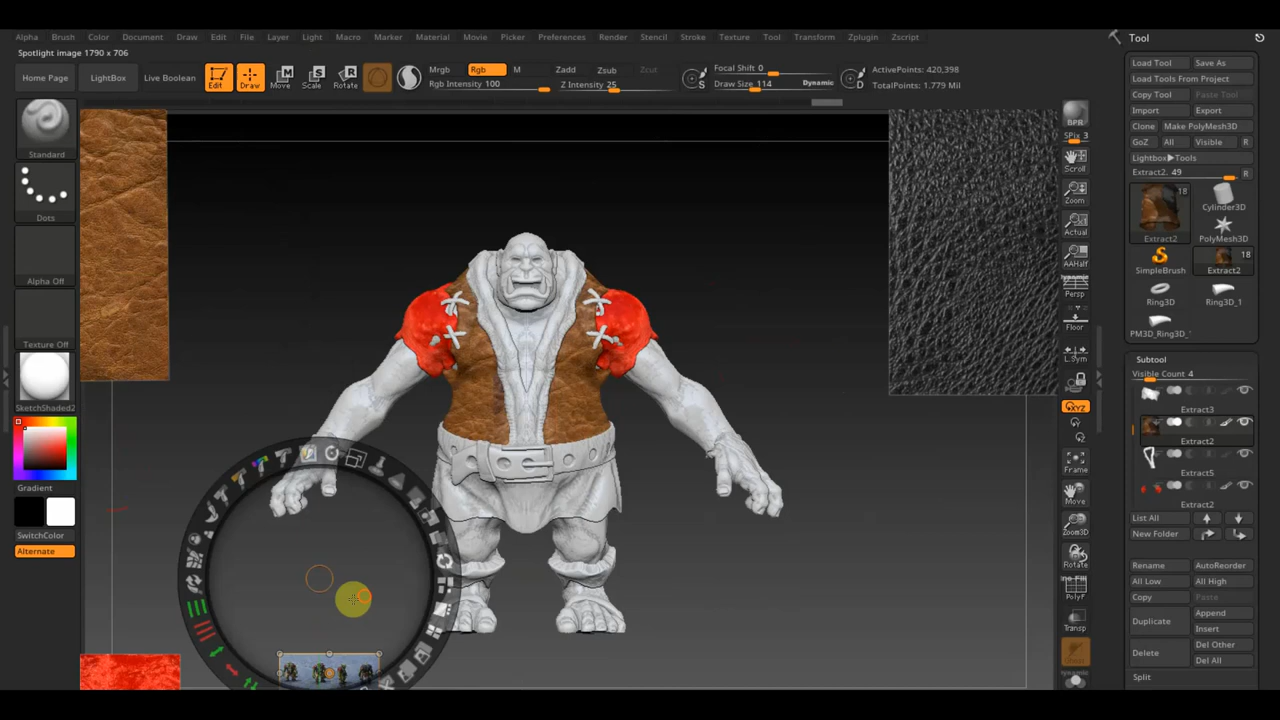 Alpha Brush Color Document Draw Edit File Layer Light Macro Marker Material Movie Picker Preferences Render Stencil Stroke Texture Tool Transform Zplugin Zscript
Tool
Spotlight image 1790 x 706
Home Page LightBox Live Boolean Edit Draw Move Scale Rotate
Mrgb Rgb M
Rgb Intensity 100
Zadd Zsub Zcut
Z Intensity 25
Focal Shift 0
Draw Size 114 Dynamic
ActivePoints: 420,398
TotalPoints: 1.779 Mil
Standard
Dots
Alpha Off
Texture Off
SketchShaded2
Gradient
SwitchColor
Alternate
BPR
SPix 3
Scroll
Zoom
Actual
AAHalf
Dynamic
Persp
Floor
L.Sym
XYZ
Frame
Move
Zoom3D
Rotate
PolyF
Transp
Load Tool Save As
Load Tools From Project
Copy Tool Paste Tool
Import Export
Clone Make PolyMesh3D
GoZ All Visible R
Lightbox▶Tools
Extract2. 49 R
18
Extract2
Cylinder3D
PolyMesh3D
SimpleBrush
18
Extract2
Ring3D
Ring3D_1
PM3D_Ring3D_
Subtool
Visible Count 4
Extract3
Extract2
Extract5
Extract2
List All
New Folder
Rename AutoReorder
All Low All High
Copy Paste
Duplicate
Append
Insert
Delete
Del Other
Del All
Split